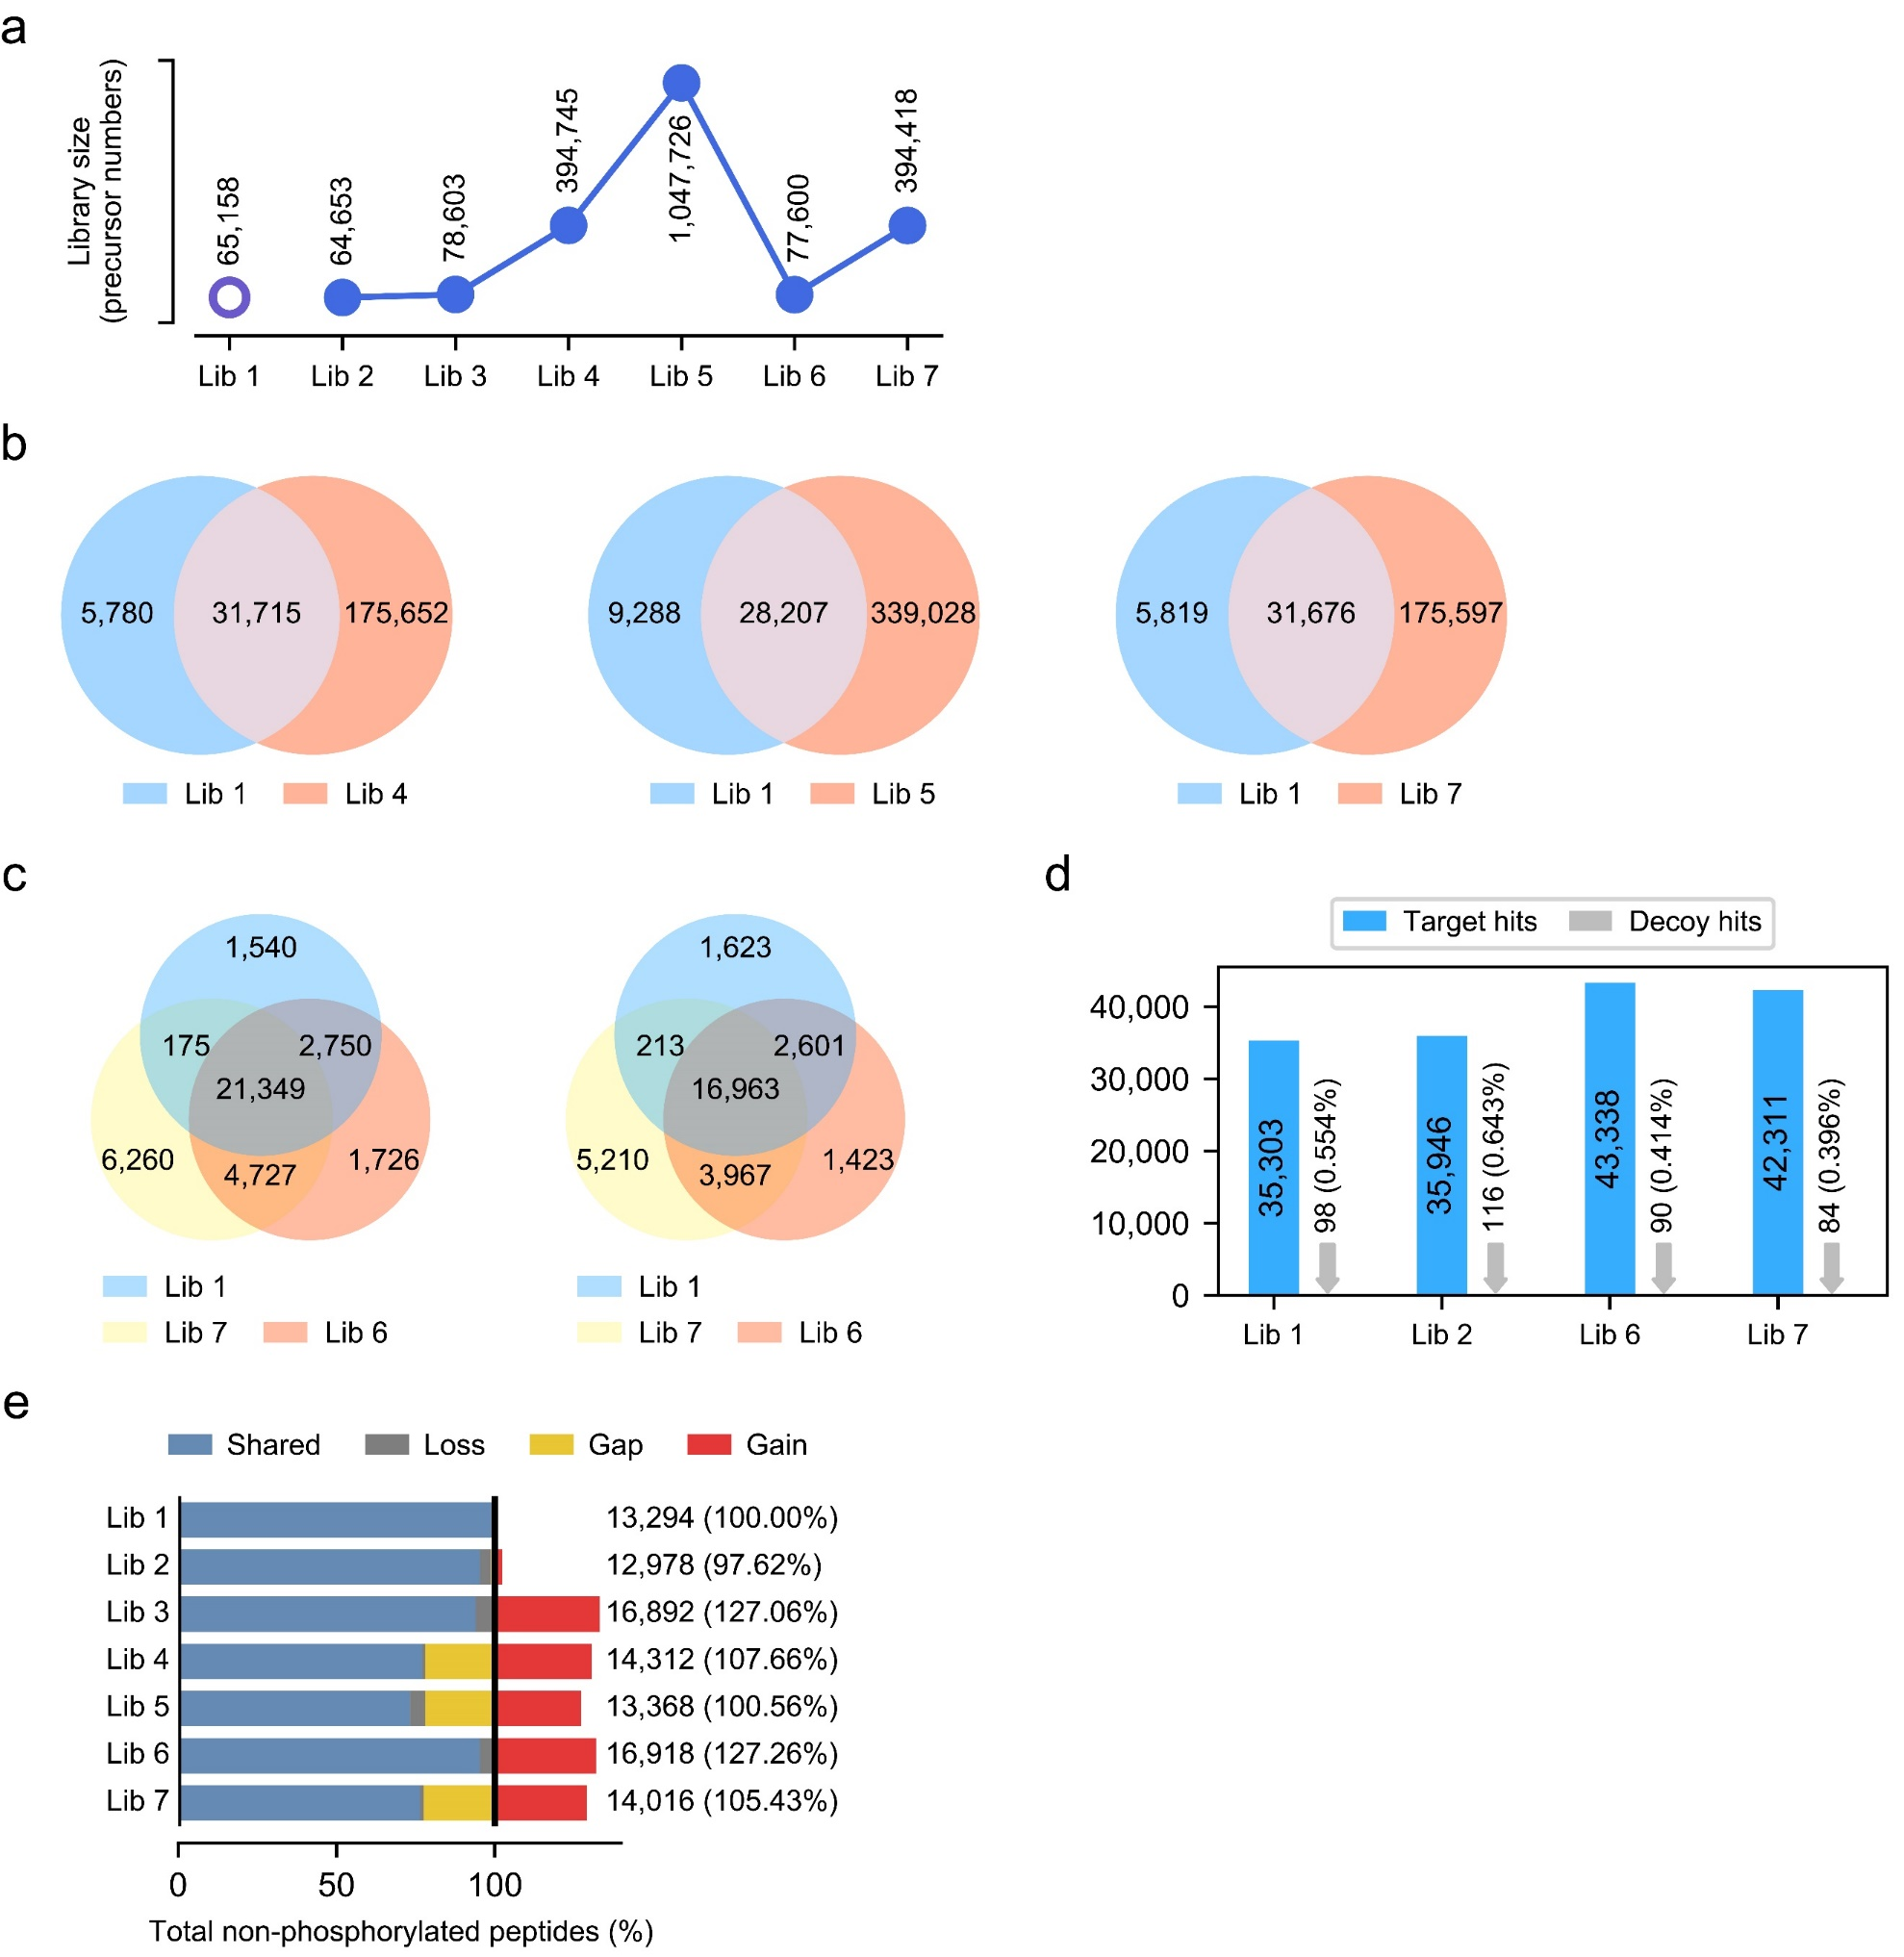 a
Library size
(precursor numbers)
65,158
64,653
78,603
394,745
1,047,726
77,600
394,418
Lib 1
Lib 2
Lib 3
Lib 4
Lib 5
Lib 6
Lib 7
b
5,780
31,715
175,652
Lib 1
Lib 4
9,288
28,207
339,028
Lib 1
Lib 5
5,819
31,676
175,597
Lib 1
Lib 7
c
1,540
175
2,750
21,349
6,260
4,727
1,726
Lib 1
Lib 7
Lib 6
1,623
213
2,601
16,963
5,210
3,967
1,423
Lib 1
Lib 7
Lib 6
d
Target hits
Decoy hits
40,000
30,000
20,000
10,000
0
35,303
98 (0.554%)
35,946
116 (0.643%)
43,338
90 (0.414%)
42,311
84 (0.396%)
Lib 1
Lib 2
Lib 6
Lib 7
e
Shared
Loss
Gap
Gain
Lib 1 13,294 (100.00%)
Lib 2 12,978 (97.62%)
Lib 3 16,892 (127.06%)
Lib 4 14,312 (107.66%)
Lib 5 13,368 (100.56%)
Lib 6 16,918 (127.26%)
Lib 7 14,016 (105.43%)
0
50
100
Total non-phosphorylated peptides (%)